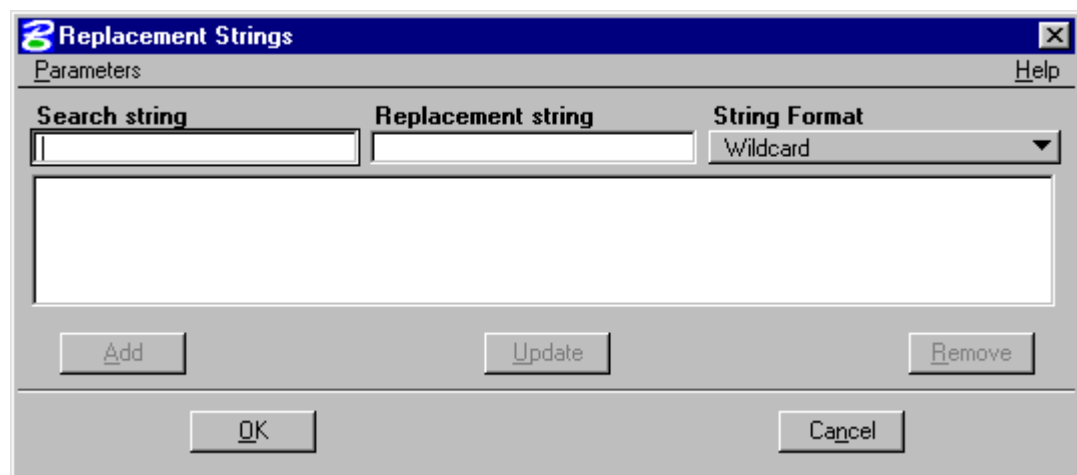 Replacement Strings
Parameters Help
Search string Replacement string String Format
Wildcard
Add Update Remove
OK Cancel